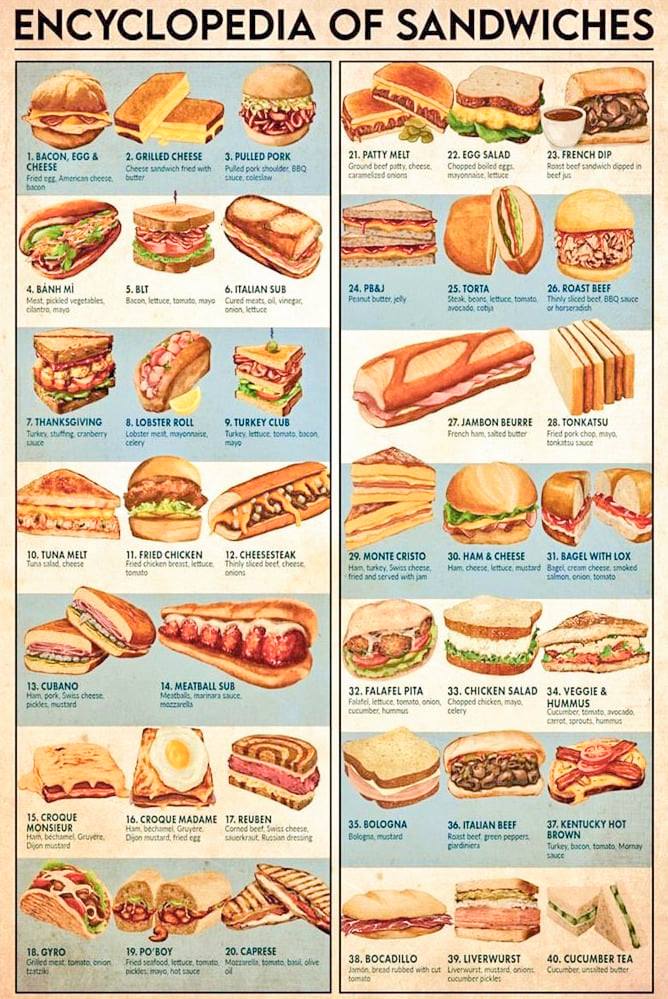 ENCYCLOPEDIA OF SANDWICHES
1. BACON, EGG &
CHEESE
Fried egg, American cheese,
bacon
2. GRILLED CHEESE
Cheese sandwich fried with
butter
3. PULLED PORK
Pulled pork shoulder, BBQ
sauce, coleslaw
4. BÁNH MÌ
Meat, pickled vegetables,
cilantro, mayo
5. BLT
Bacon, lettuce, tomato, mayo
6. ITALIAN SUB
Cured meats, oil, vinegar,
onion, lettuce
7. THANKSGIVING
Turkey, stuffing, cranberry
sauce
8. LOBSTER ROLL
Lobster meat, mayonnaise,
celery
9. TURKEY CLUB
Turkey, lettuce, tomato, bacon,
mayo
10. TUNA MELT
Tuna salad, cheese
11. FRIED CHICKEN
Fried chicken breast, lettuce,
tomato
12. CHEESESTEAK
Thinly sliced beef, cheese,
onions
13. CUBANO
Ham, pork, Swiss cheese,
pickles, mustard
14. MEATBALL SUB
Meatballs, marinara sauce,
mozzarella
15. CROQUE
MONSIEUR
Ham, béchamel, Gruyère,
Dijon mustard
16. CROQUE MADAME
Ham, béchamel, Gruyère,
Dijon mustard, fried egg
17. REUBEN
Corned beef, Swiss cheese,
sauerkraut, Russian dressing
18. GYRO
Grilled meat, tomato, onion,
tzatziki
19. PO'BOY
Fried seafood, lettuce, tomato,
pickles, mayo, hot sauce
20. CAPRESE
Mozzarella, tomato, basil, olive
oil
21. PATTY MELT
Ground beef patty, cheese,
caramelized onions
22. EGG SALAD
Chopped boiled eggs,
mayonnaise, lettuce
23. FRENCH DIP
Roast beef sandwich dipped in
beef jus
24. PB&J
Peanut butter, jelly
25. TORTA
Steak, beans, lettuce, tomato,
avocado, cotija
26. ROAST BEEF
Thinly sliced beef, BBQ sauce
or horseradish
27. JAMBON BEURRE
French ham, salted butter
28. TONKATSU
Fried pork chop, mayo,
tonkatsu sauce
29. MONTE CRISTO
Ham, turkey, Swiss cheese,
fried and served with jam
30. HAM & CHEESE
Ham, cheese, lettuce, mustard
31. BAGEL WITH LOX
Bagel, cream cheese, smoked
salmon, onion, tomato
32. FALAFEL PITA
Falafel, lettuce, tomato, onion,
cucumber, hummus
33. CHICKEN SALAD
Chopped chicken, mayo,
celery
34. VEGGIE &
HUMMUS
Cucumber, tomato, avocado,
carrot, sprouts, hummus
35. BOLOGNA
Bologna, mustard
36. ITALIAN BEEF
Roast beef, green peppers,
giardiniera
37. KENTUCKY HOT
BROWN
Turkey, bacon, tomato, Mornay
sauce
38. BOCADILLO
Jamón, bread rubbed with cut
tomato
39. LIVERWURST
Liverwurst, mustard, onions,
cucumber pickles
40. CUCUMBER TEA
Cucumber, unsalted butter